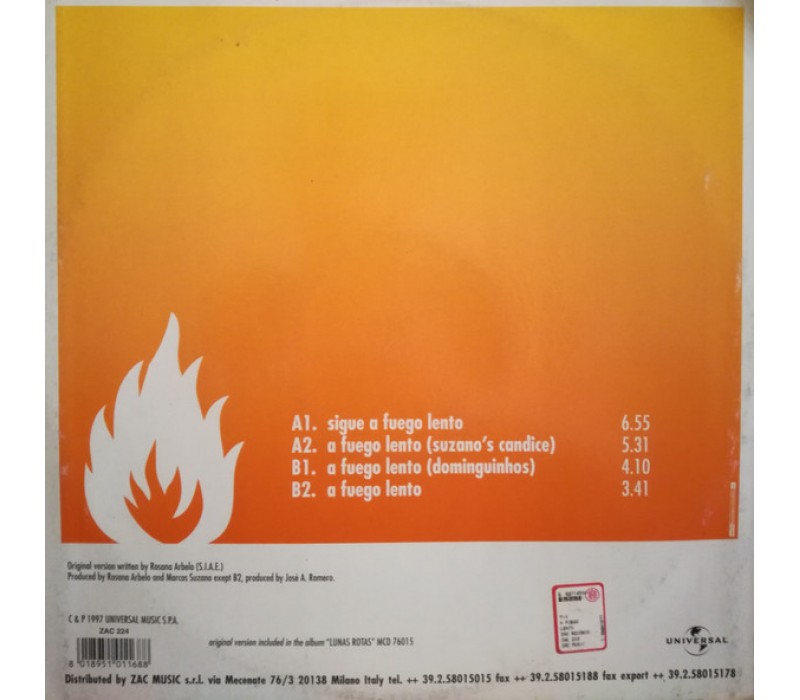 A1. sigue a fuego lento 6.55
A2. a fuego lento (suzano's candice) 5.31
B1. a fuego lento (dominguinhos) 4.10
B2. a fuego lento 3.41
Original version written by Rosana Arbelo (S.I.A.E.)
Produced by Rosana Arbelo and Marcos Suzano exept B2, produced by José A. Romero.
C & P 1997 UNIVERSAL MUSIC S.P.A.
ZAC 224
8 018951 011688
original version included in the album "LUNAS ROTAS" MCD 76015
UNIVERSAL
Distributed by ZAC MUSIC s.r.l. via Mecenate 76/3 20138 Milano Italy tel. ++ 39.2.58015015 fax ++ 39.2.58015188 fax export ++ 39.2.58015178